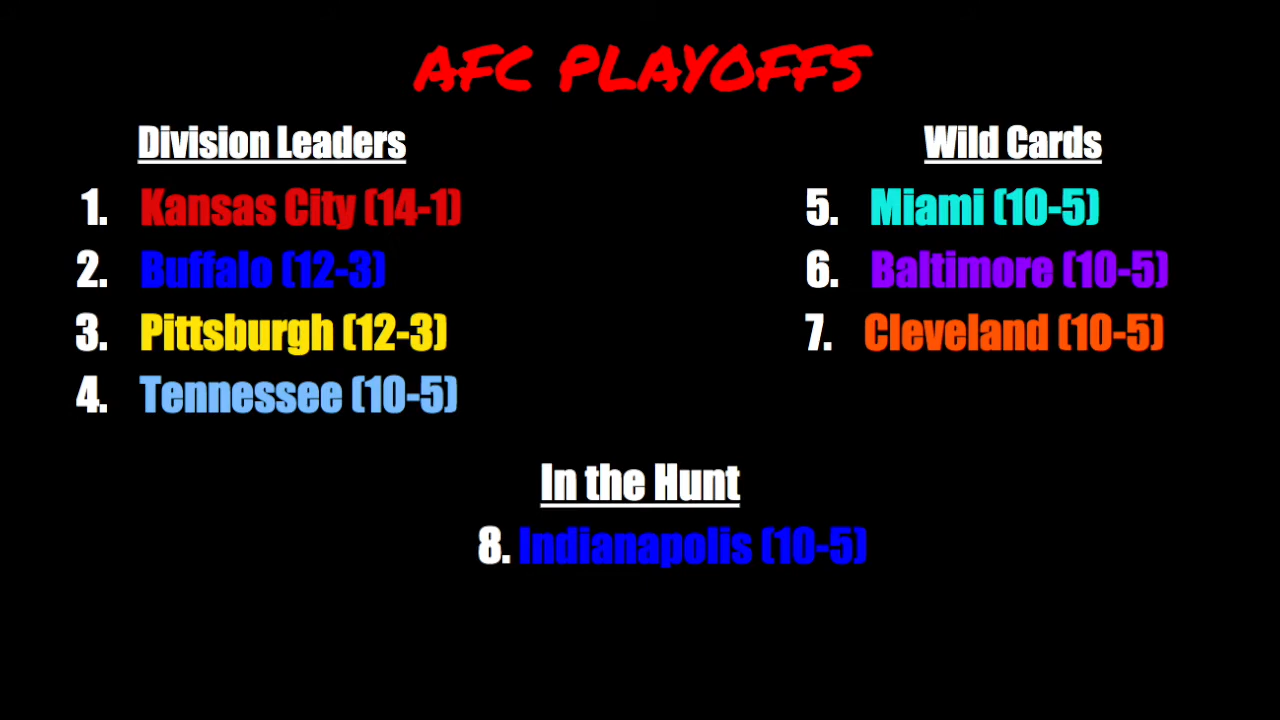 AFC PLAYOFFS
Division Leaders
1. Kansas City (14-1)
2. Buffalo (12-3)
3. Pittsburgh (12-3)
4. Tennessee (10-5)
Wild Cards
5. Miami (10-5)
6. Baltimore (10-5)
7. Cleveland (10-5)
In the Hunt
8. Indianapolis (10-5)